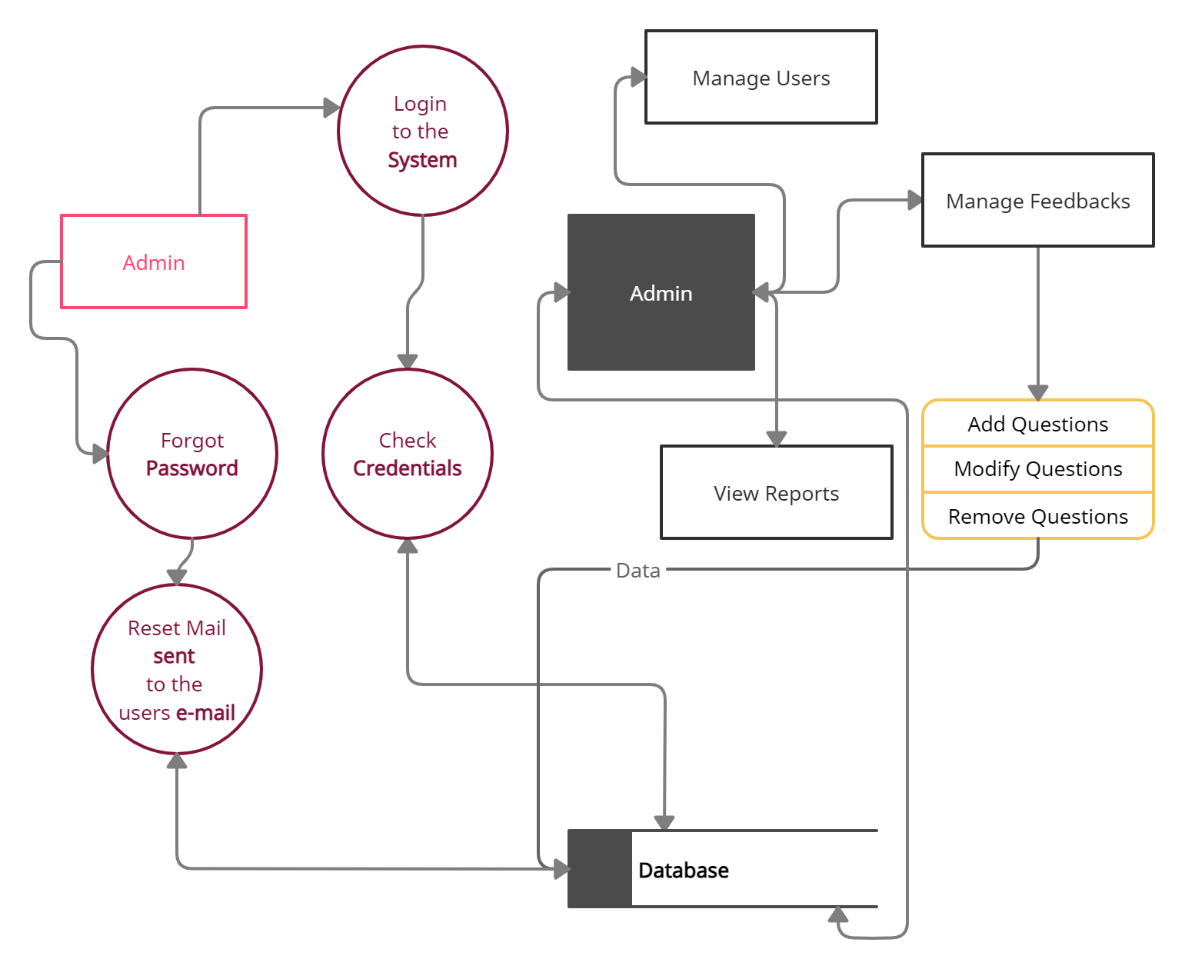 Login
to the
System
Manage Users
Manage Feedbacks
Admin
Admin
Forgot
Password
Check
Credentials
View Reports
Add Questions
Modify Questions
Remove Questions
Data
Reset Mail
sent
to the
users e-mail
Database